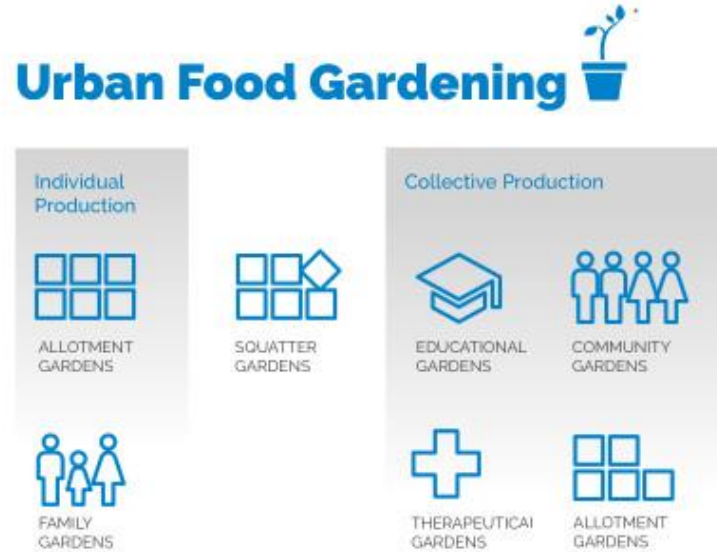 Urban Food Gardening
Individual
Production
Collective Production
ALLOTMENT
GARDENS
SQUATTER
GARDENS
EDUCATIONAL
GARDENS
COMMUNITY
GARDENS
FAMILY
GARDENS
THERAPEUTICAl
GARDENS
ALLOTMENT
GARDENS